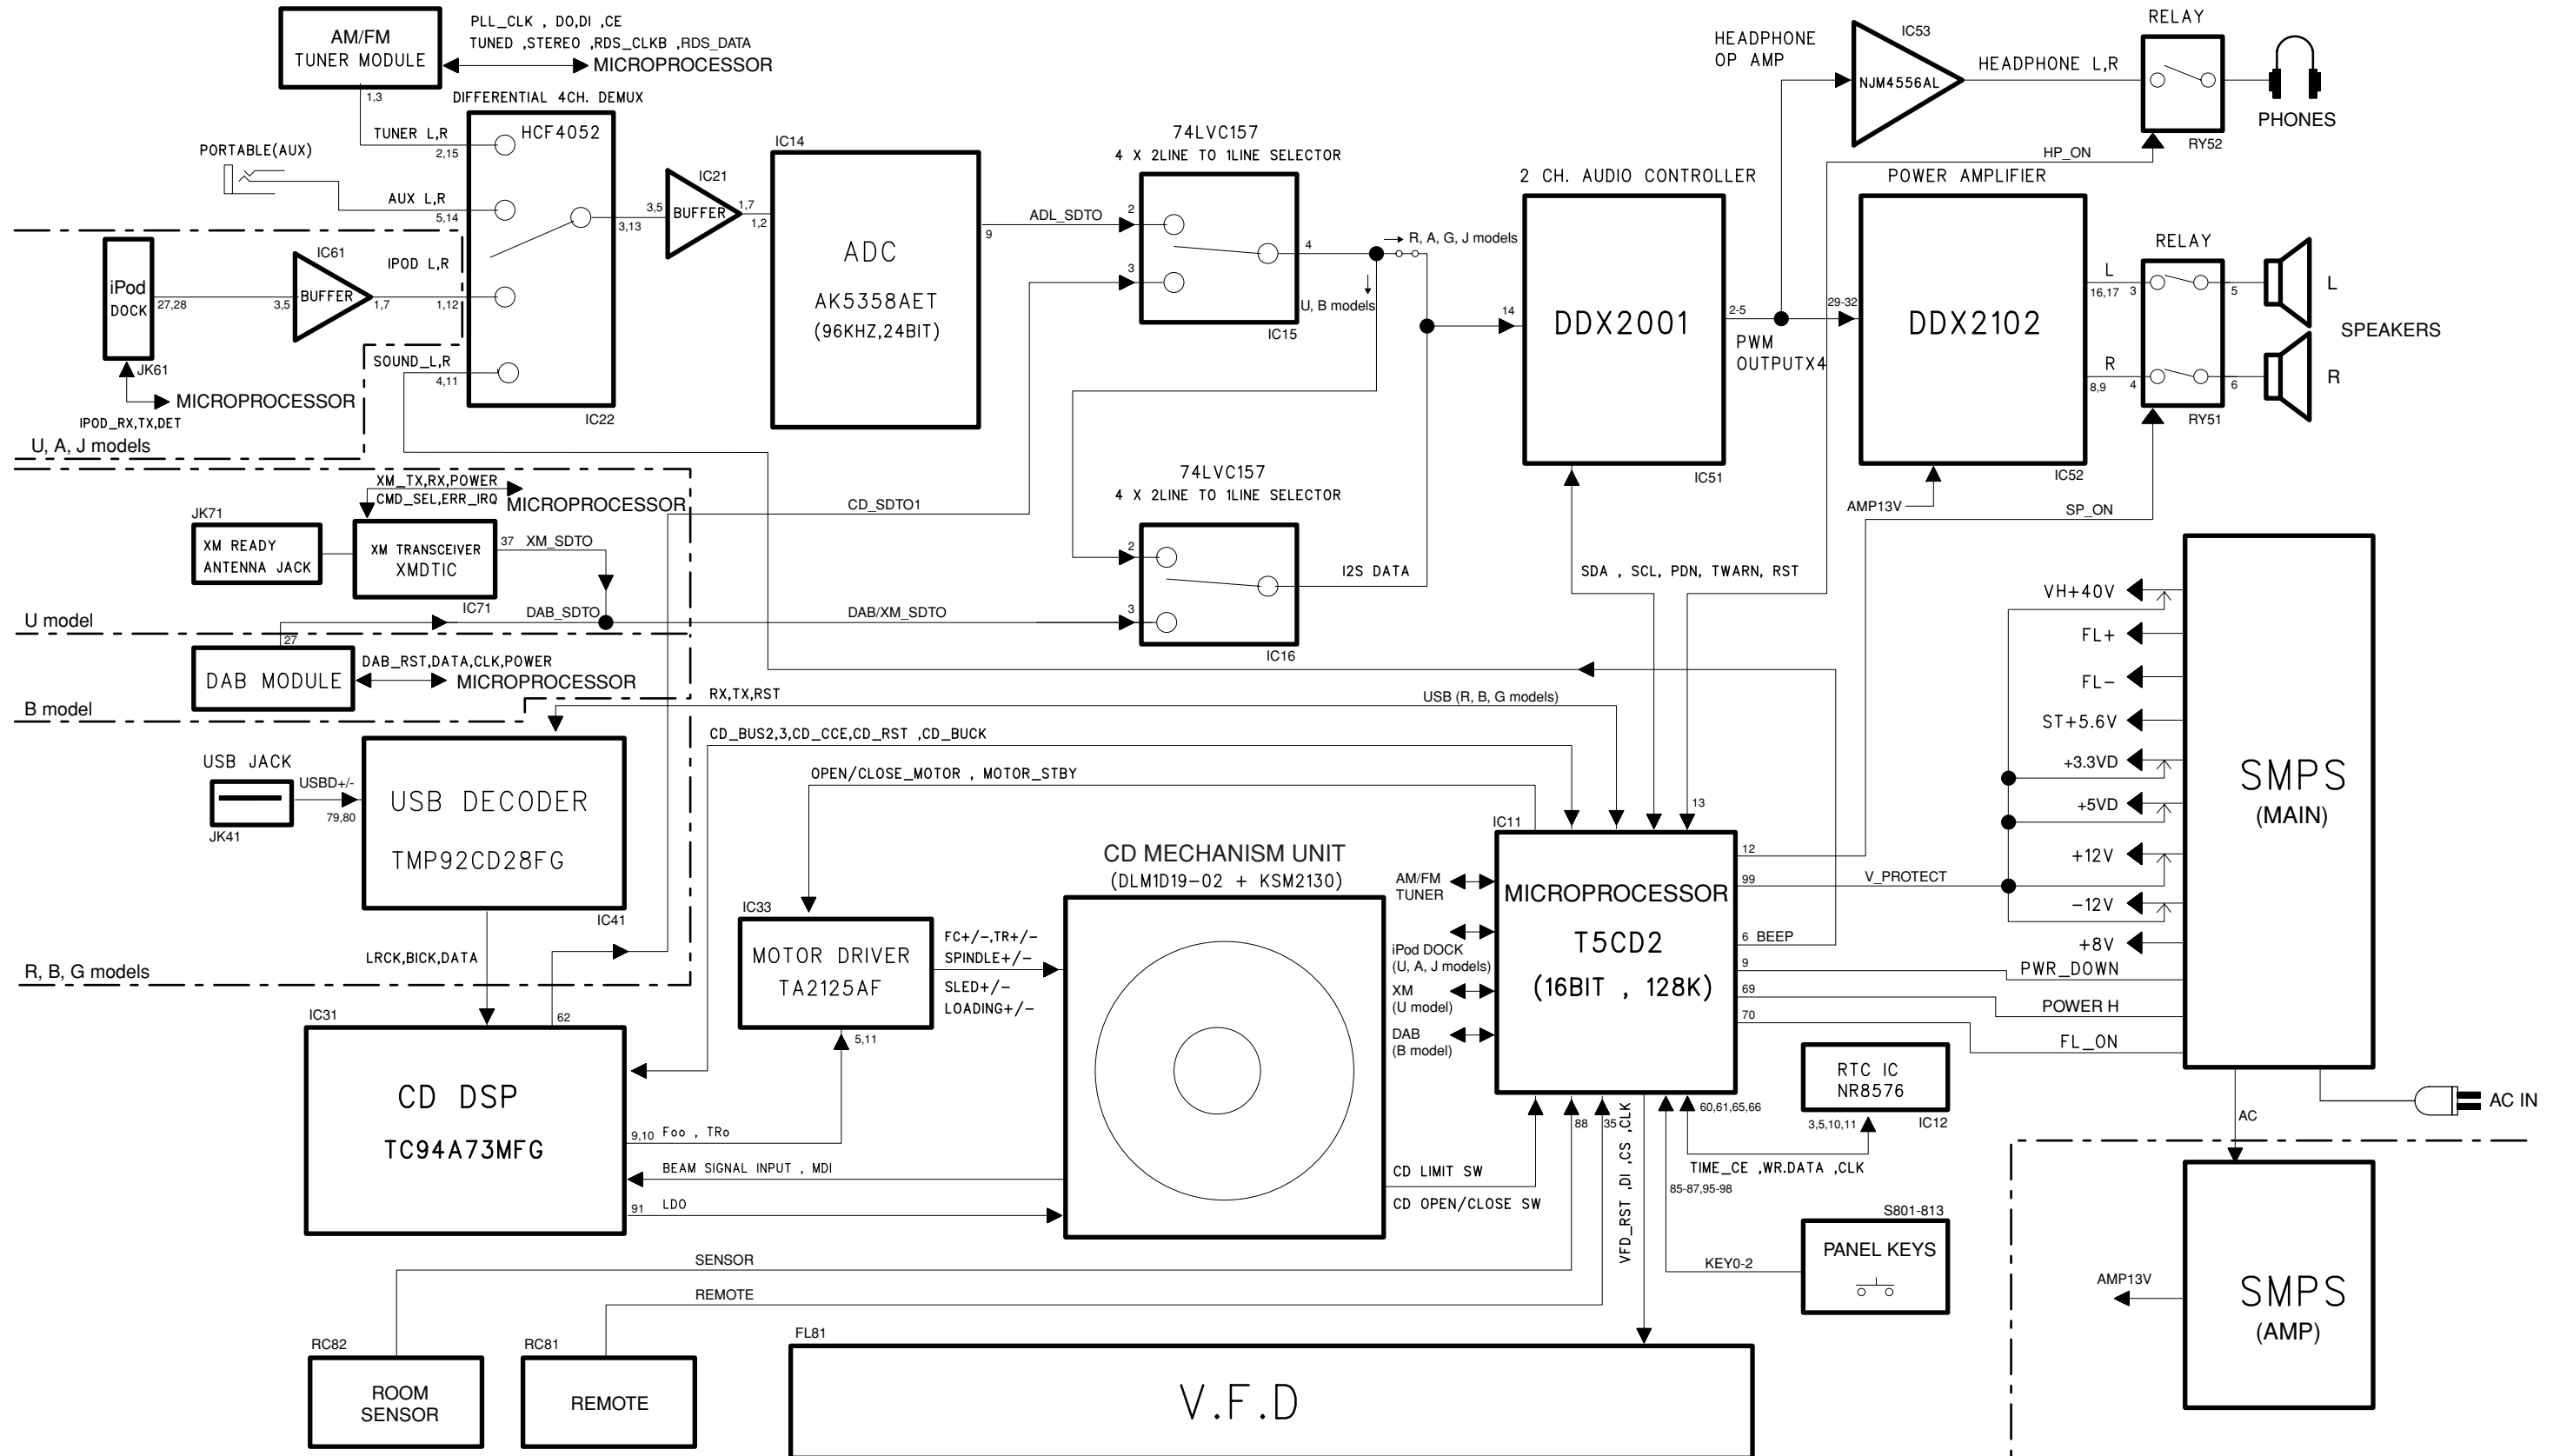 AM/FM
TUNER MODULE
PLL_CLK , DO,DI ,CE
TUNED ,STEREO ,RDS_CLKB ,RDS_DATA
MICROPROCESSOR
1,3
DIFFERENTIAL 4CH. DEMUX
HCF4052
TUNER L,R
2,15
PORTABLE(AUX)
AUX L,R
5,14
IPOD L,R
1,12
SOUND_L,R
4,11
3,13
IC22
iPod
DOCK
27,28
JK61
IC61
3,5
BUFFER
1,7
MICROPROCESSOR
IPOD_RX,TX,DET
U, A, J models
IC21
3,5
BUFFER
1,7
1,2
IC14
ADC
AK5358AET
(96KHZ,24BIT)
9
ADL_SDTO
74LVC157
4 X 2LINE TO 1LINE SELECTOR
2
3
4
IC15
R, A, G, J models
U, B models
2 CH. AUDIO CONTROLLER
14
DDX2001
2-5
IC51
PWM
OUTPUTX4
HEADPHONE
OP AMP
IC53
NJM4556AL
HEADPHONE L,R
RELAY
RY52
PHONES
HP_ON
POWER AMPLIFIER
29-32
DDX2102
IC52
AMP13V
L
16,17
R
8,9
RELAY
3
5
4
6
RY51
L
SPEAKERS
R
SP_ON
XM_TX,RX,POWER
CMD_SEL,ERR_IRQ
MICROPROCESSOR
JK71
XM READY
ANTENNA JACK
XM TRANSCEIVER
XMDTIC
37
XM_SDTO
IC71
U model
DAB_SDTO
27
DAB MODULE
DAB_RST,DATA,CLK,POWER
MICROPROCESSOR
B model
CD_SDTO1
DAB/XM_SDTO
74LVC157
4 X 2LINE TO 1LINE SELECTOR
2
3
IC16
I2S DATA
SDA , SCL, PDN, TWARN, RST
RX,TX,RST
USB (R, B, G models)
CD_BUS2,3,CD_CCE,CD_RST ,CD_BUCK
OPEN/CLOSE_MOTOR , MOTOR_STBY
USB JACK
JK41
USBD+/-
79,80
USB DECODER
TMP92CD28FG
IC41
LRCK,BICK,DATA
R, B, G models
IC31
62
CD DSP
TC94A73MFG
9,10
Foo , TRo
BEAM SIGNAL INPUT , MDI
91
LDO
IC33
MOTOR DRIVER
TA2125AF
5,11
FC+/-,TR+/-
SPINDLE+/-
SLED+/-
LOADING+/-
CD MECHANISM UNIT
(DLM1D19-02 + KSM2130)
CD LIMIT SW
CD OPEN/CLOSE SW
AM/FM
TUNER
iPod DOCK
(U, A, J models)
XM
(U model)
DAB
(B model)
IC11
13
MICROPROCESSOR
T5CD2
(16BIT , 128K)
12
99
V_PROTECT
6 BEEP
9
PWR_DOWN
69
POWER H
70
FL_ON
88
35
VFD_RST ,DI ,CS ,CLK
60,61,65,66
85-87,95-98
RTC IC
NR8576
3,5,10,11
IC12
TIME_CE ,WR.DATA ,CLK
S801-813
PANEL KEYS
KEY0-2
VH+40V
FL+
FL-
ST+5.6V
+3.3VD
+5VD
+12V
-12V
+8V
SMPS
(MAIN)
AC IN
AC
SMPS
(AMP)
AMP13V
SENSOR
REMOTE
RC82
ROOM
SENSOR
RC81
REMOTE
FL81
V.F.D